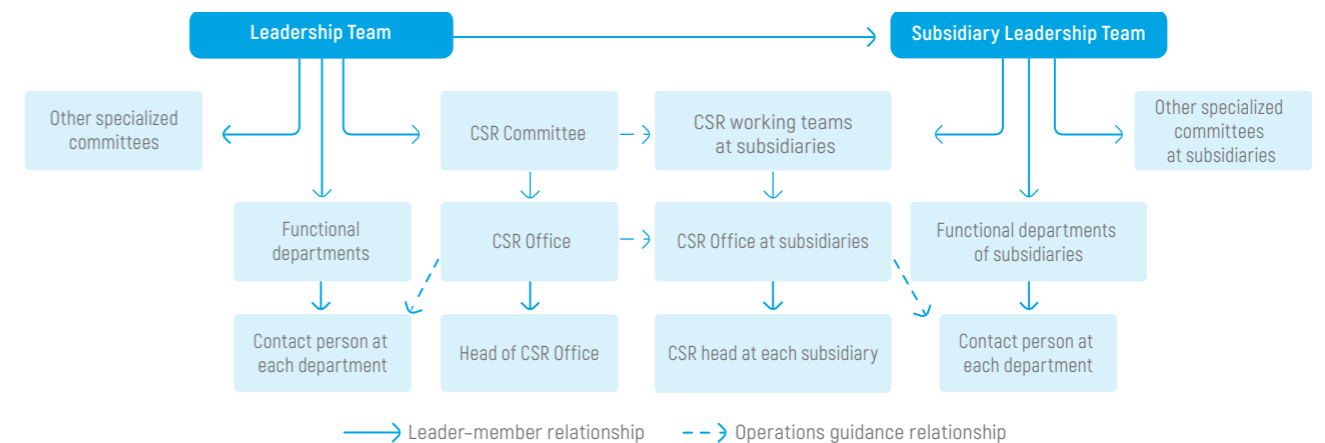 Leadership Team
Subsidiary Leadership Team
Other specialized
committees
CSR Committee
CSR working teams
at subsidiaries
Other specialized
committees
at subsidiaries
Functional
departments
CSR Office
CSR Office at subsidiaries
Functional departments
of subsidiaries
Contact person at
each department
Head of CSR Office
CSR head at each subsidiary
Contact person at
each department
Leader–member relationship
Operations guidance relationship